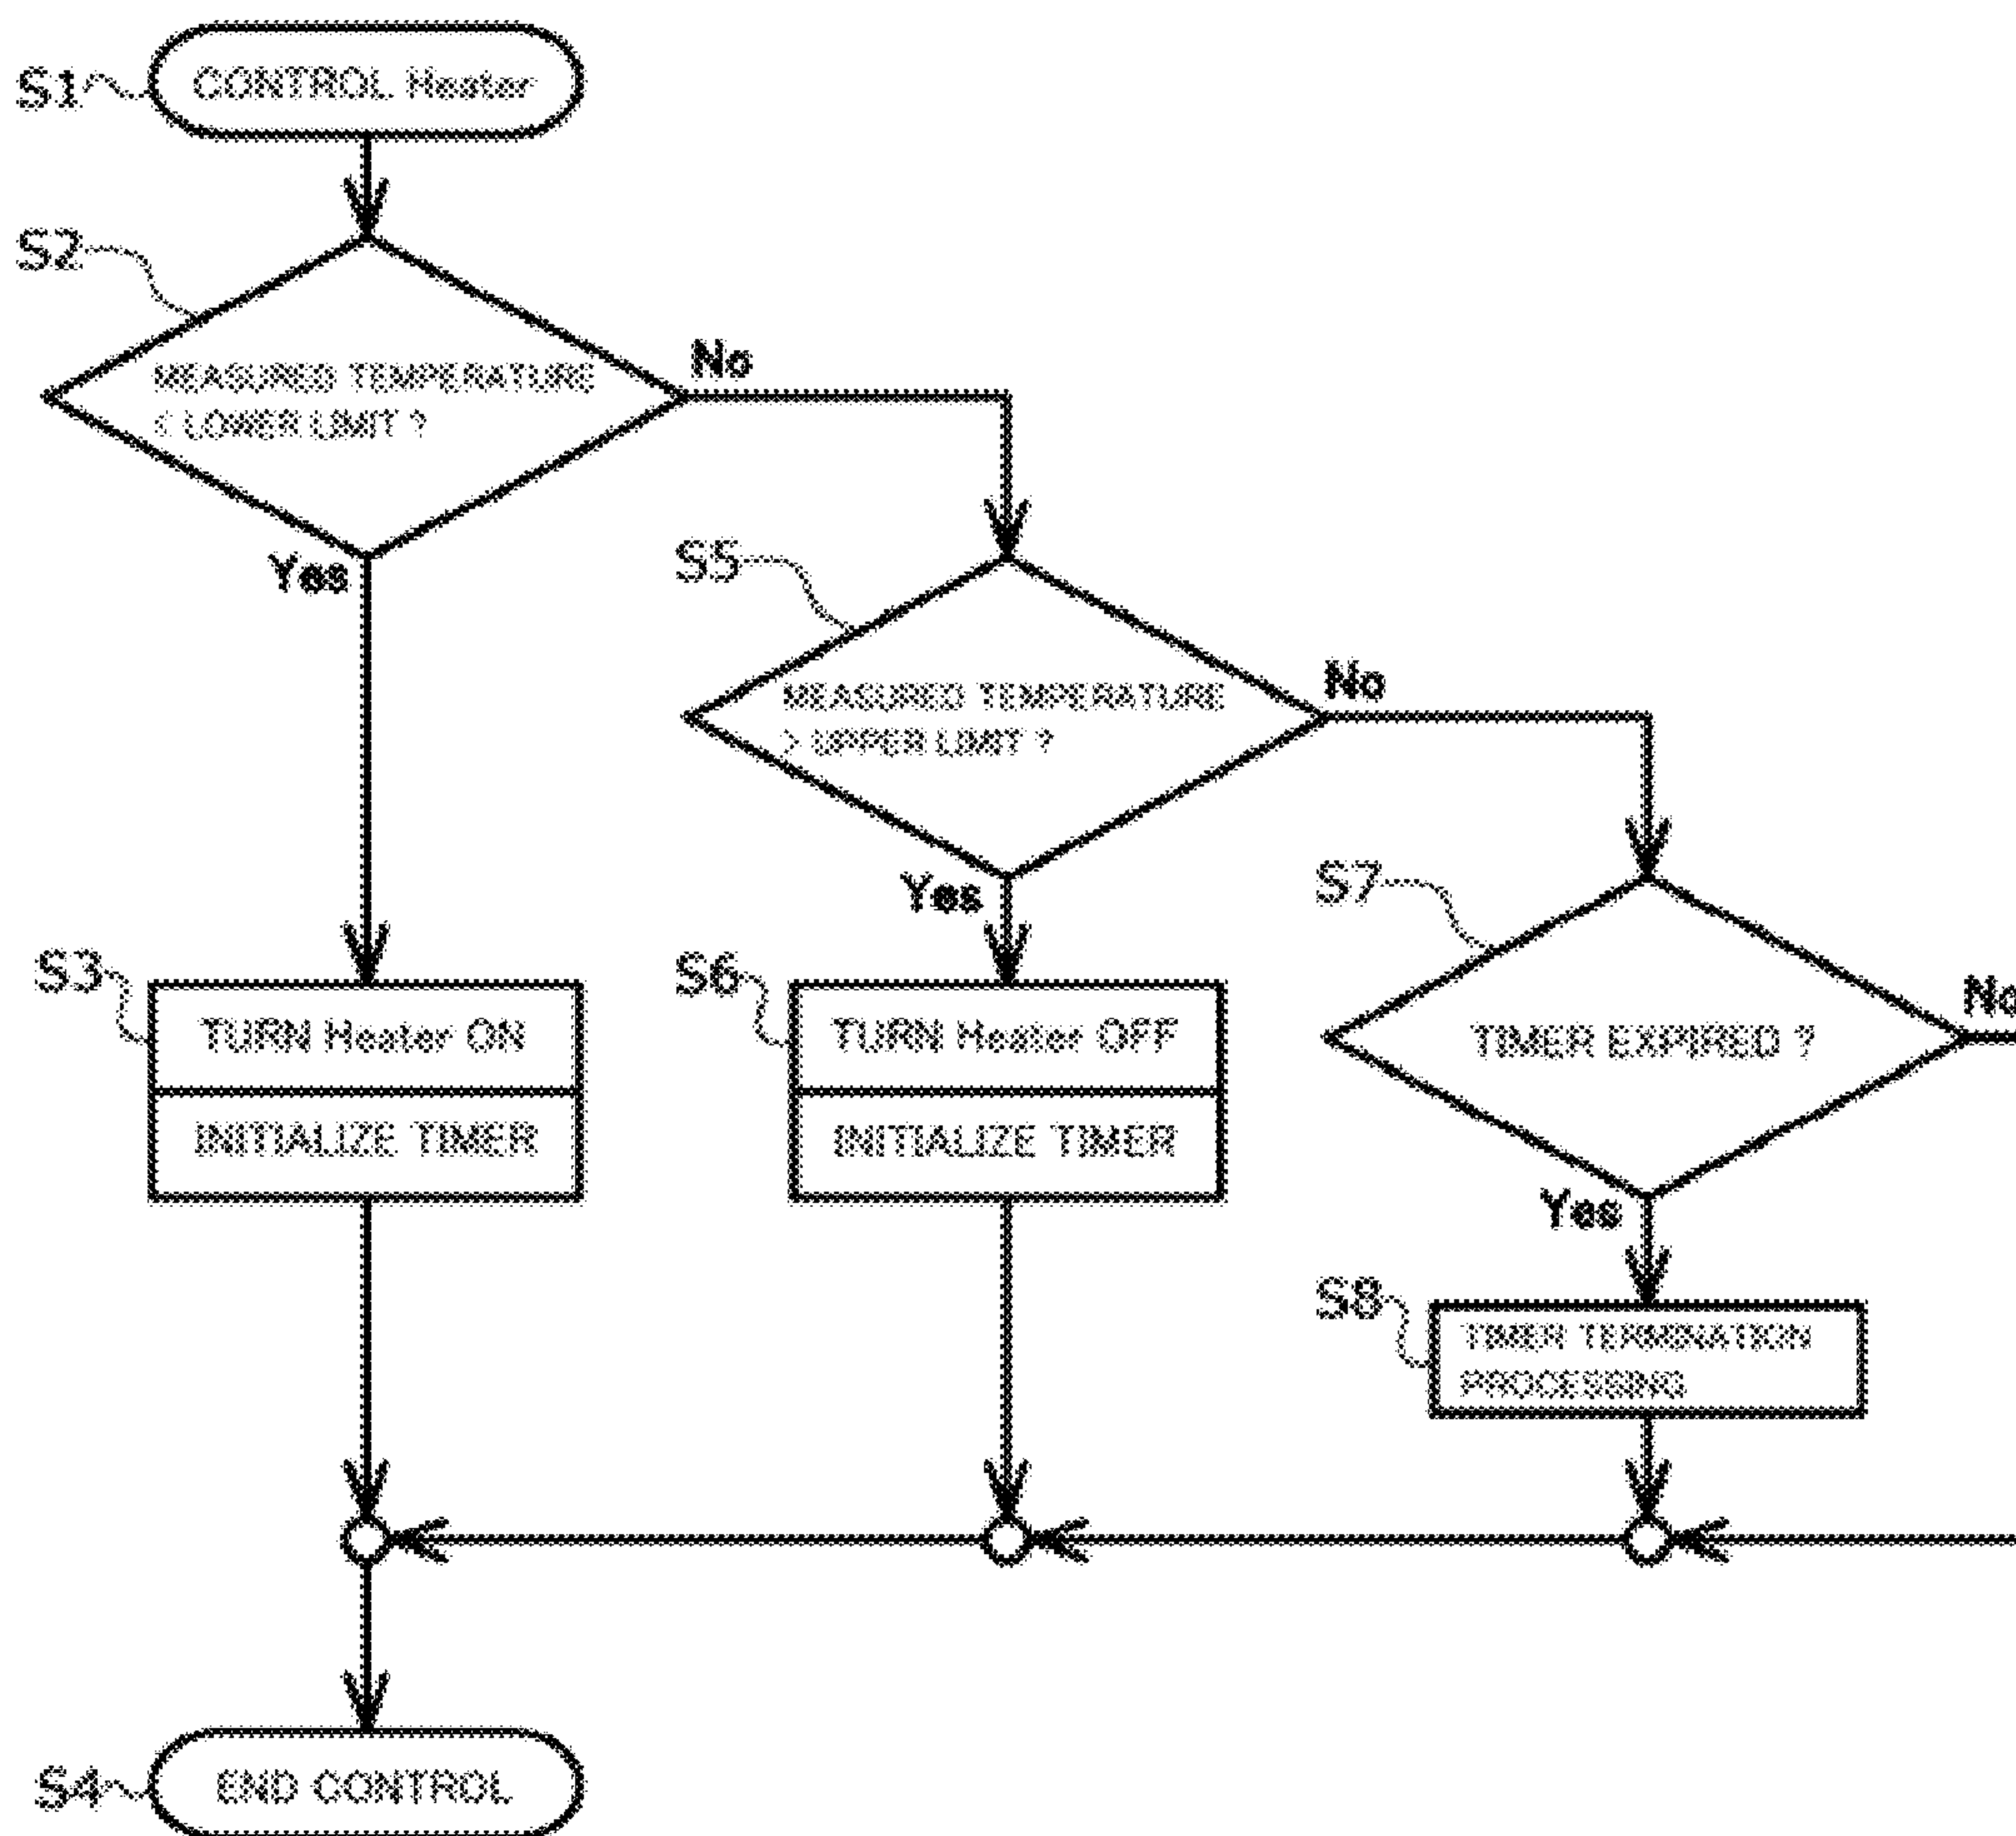 S1
CONTROL Heater
S2
MEASURED TEMPERATURE
< LOWER LIMIT ?
No
Yes
S5
MEASURED TEMPERATURE
> UPPER LIMIT ?
No
Yes
S7
TIMER EXPIRED ?
No
Yes
S3
TURN Heater ON
INITIALIZE TIMER
S6
TURN Heater OFF
INITIALIZE TIMER
S8
TIMER TERMINATION
PROCESSING
S4
END CONTROL